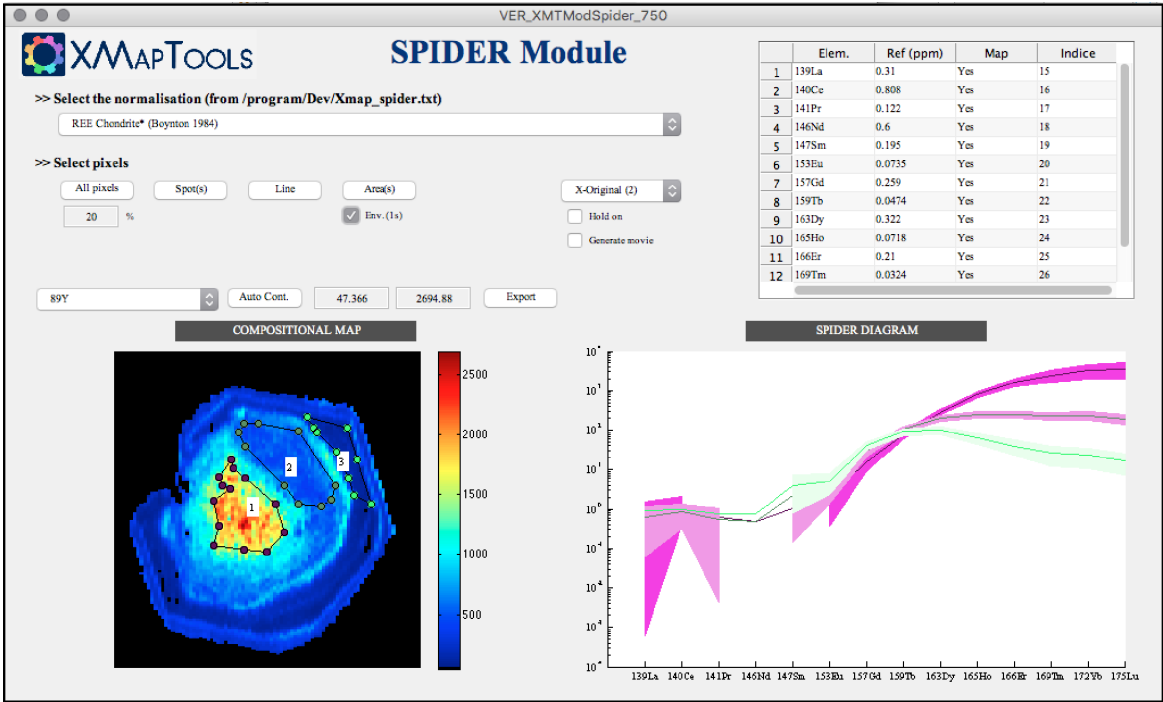 VER_XMTModSpider_750
XMAPTOOLS
SPIDER Module
>> Select the normalisation (from /program/Dev/Xmap_spider.txt)
REE Chondrite* (Boynton 1984)
>> Select pixels
All pixels Spot(s) Line Area(s) X-Original (2)
20 % Env. (1s) Hold on
Generate movie
Elem. Ref (ppm) Map Indice
1 139La 0.31 Yes 15
2 140Ce 0.808 Yes 16
3 141Pr 0.122 Yes 17
4 146Nd 0.6 Yes 18
5 147Sm 0.195 Yes 19
6 153Eu 0.0735 Yes 20
7 157Gd 0.259 Yes 21
8 159Tb 0.0474 Yes 22
9 163Dy 0.322 Yes 23
10 165Ho 0.0718 Yes 24
11 166Er 0.21 Yes 25
12 169Tm 0.0324 Yes 26
89Y Auto Cont. 47.366 2694.88 Export
COMPOSITIONAL MAP
2500
2000
1500
1000
500
1
2
3
SPIDER DIAGRAM
139La 140Ce 141Pr 146Nd 147Sm 153Eu 157Gd 159Tb 163Dy 165Ho 166Er 169Tm 172Yb 175Lu